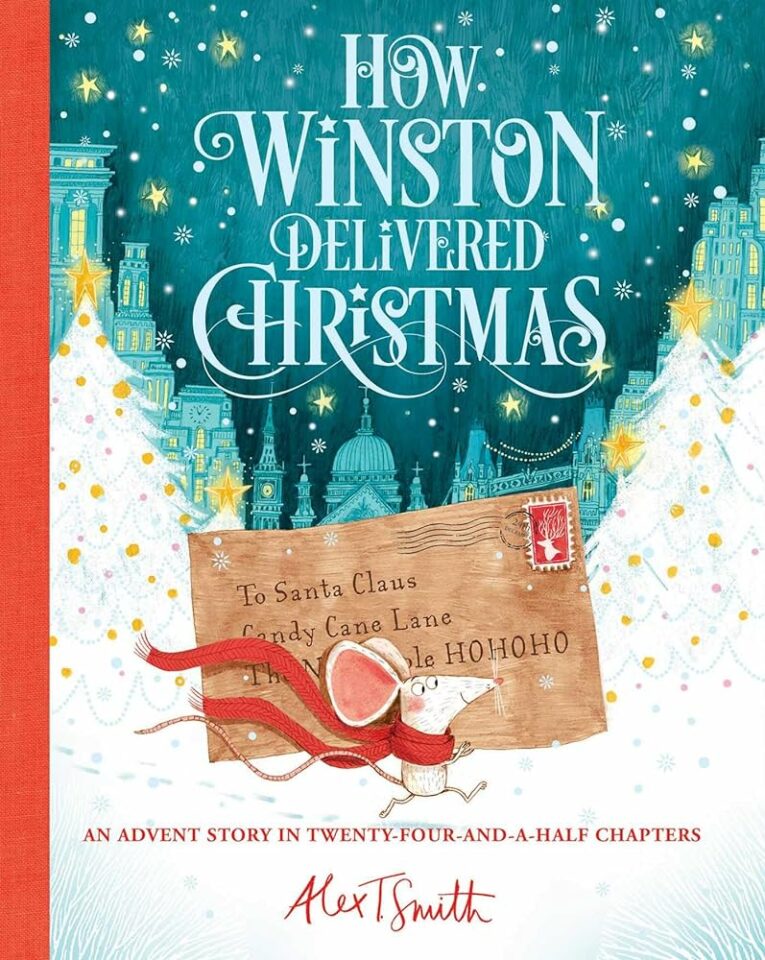 HOW
WINSTON
DELIVERED
CHRISTMAS
To Santa Claus
Candy Cane Lane
The HOHOHO
AN ADVENT STORY IN TWENTY-FOUR-AND-A-HALF CHAPTERS
Alex T. Smith